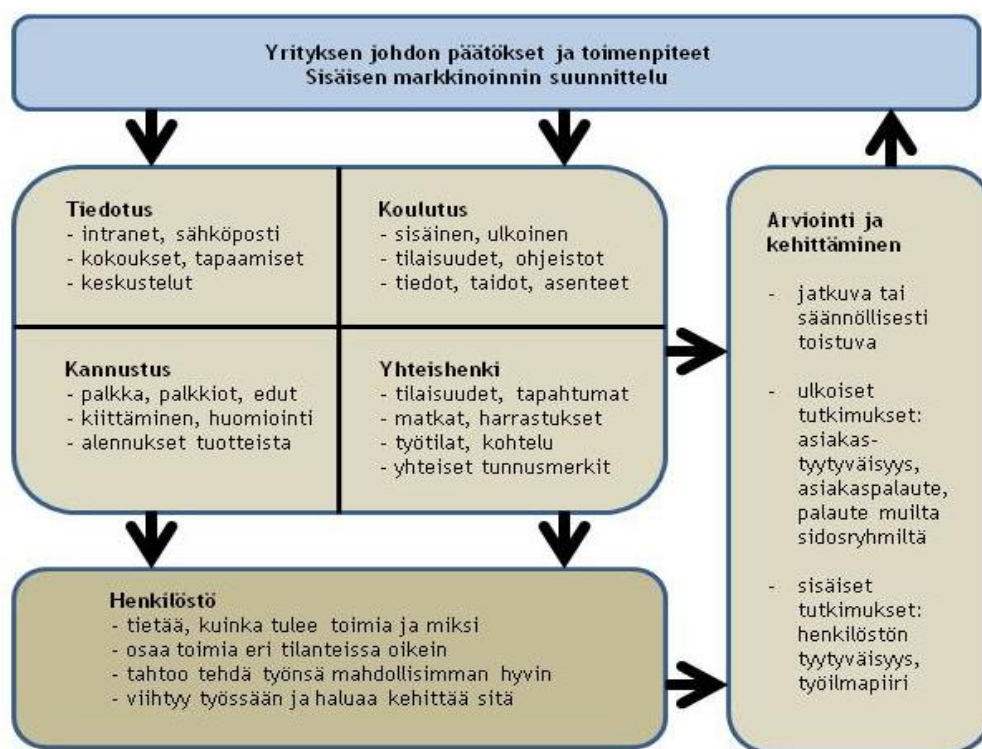 Yrityksen johdon päätökset ja toimenpiteet
Sisäisen markkinoinnin suunnittelu
Tiedotus
- intranet, sähköposti
- kokoukset, tapaamiset
- keskustelut
Koulutus
- sisäinen, ulkoinen
- tilaisuudet, ohjeistot
- tiedot, taidot, asenteet
Kannustus
- palkka, palkkiot, edut
- kiittäminen, huomiointi
- alennukset tuotteista
Yhteishenki
- tilaisuudet, tapahtumat
- matkat, harrastukset
- työtilat, kohtelu
- yhteiset tunnusmerkit
Arviointi ja
kehittäminen
- jatkuva tai
säännöllisesti
toistuva
- ulkoiset
tutkimukset:
asiakas-
tyytyväisyys,
asiakaspalaute,
palaute muilta
sidosryhmiltä
- sisäiset
tutkimukset:
henkilöstön
tyytyväisyys,
työilmapiiri
Henkilöstö
- tietää, kuinka tulee toimia ja miksi
- osaa toimia eri tilanteissa oikein
- tahtoo tehdä työnsä mahdollisimman hyvin
- viihtyy työssään ja haluaa kehittää sitä